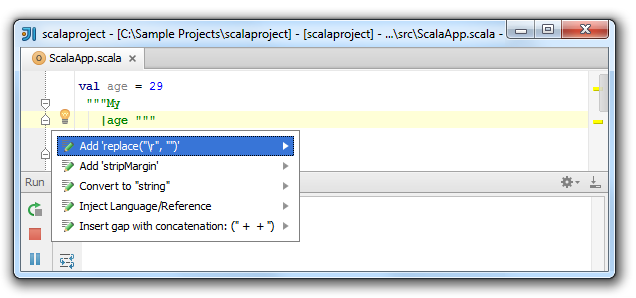 scalaproject - [C:\Sample Projects\scalaproject] - [scalaproject] - ...\src\ScalaApp.scala -
ScalaApp.scala
val age = 29
"""My
|age """
Add 'replace("\r", "")'
Add 'stripMargin'
Convert to "string"
Inject Language/Reference
Insert gap with concatenation: (" + + ")
Run